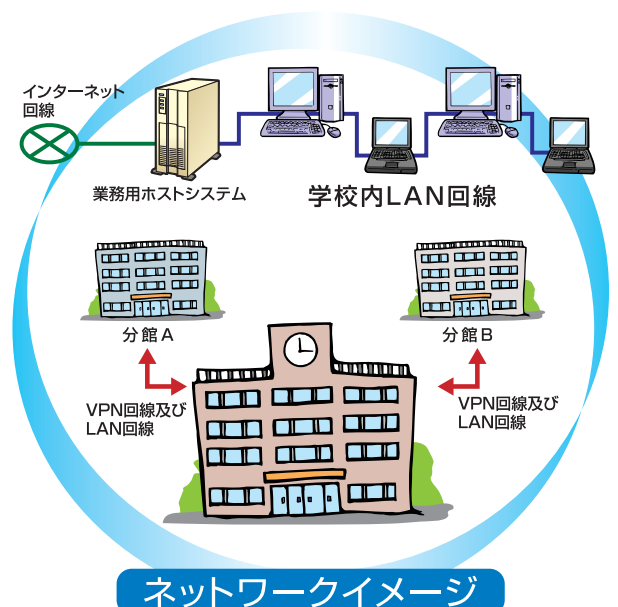 インターネット
回線
業務用ホストシステム
学校内LAN回線
分館A
分館B
VPN回線及び
LAN回線
VPN回線及び
LAN回線
ネットワークイメージ